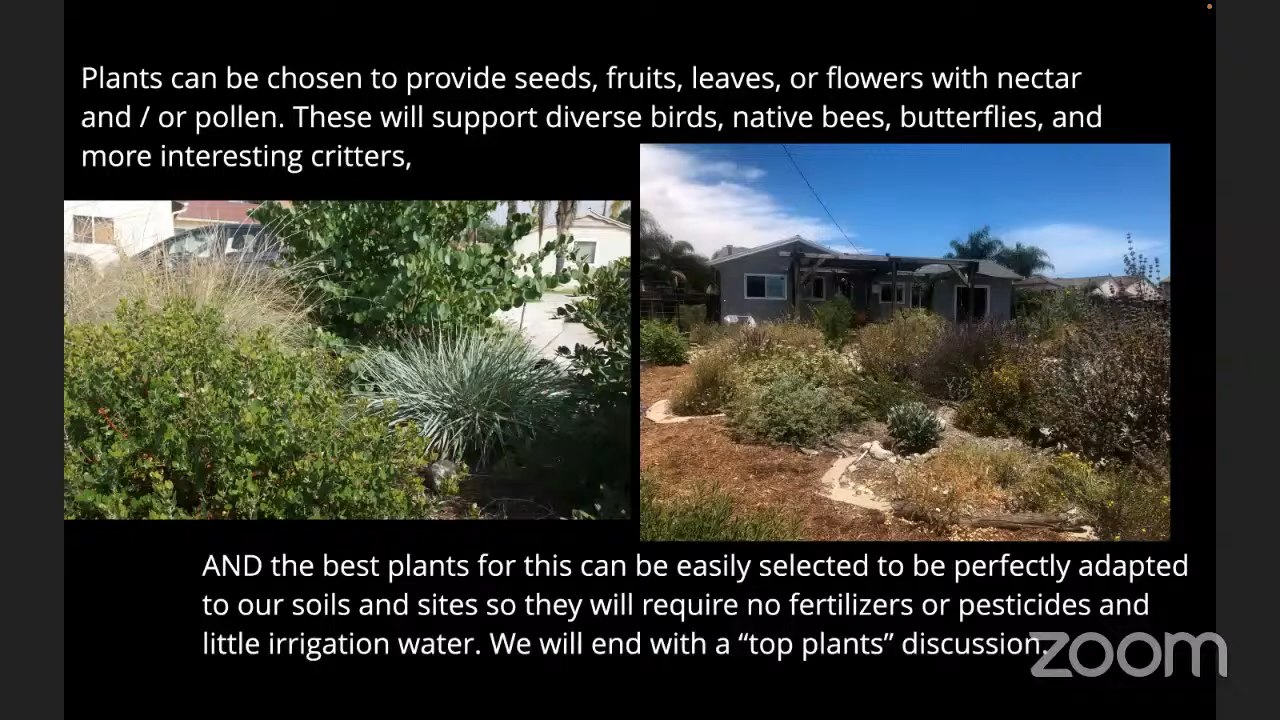 Plants can be chosen to provide seeds, fruits, leaves, or flowers with nectar
and / or pollen. These will support diverse birds, native bees, butterflies, and
more interesting critters,
AND the best plants for this can be easily selected to be perfectly adapted
to our soils and sites so they will require no fertilizers or pesticides and
little irrigation water. We will end with a “top plants” discussion.
zoom